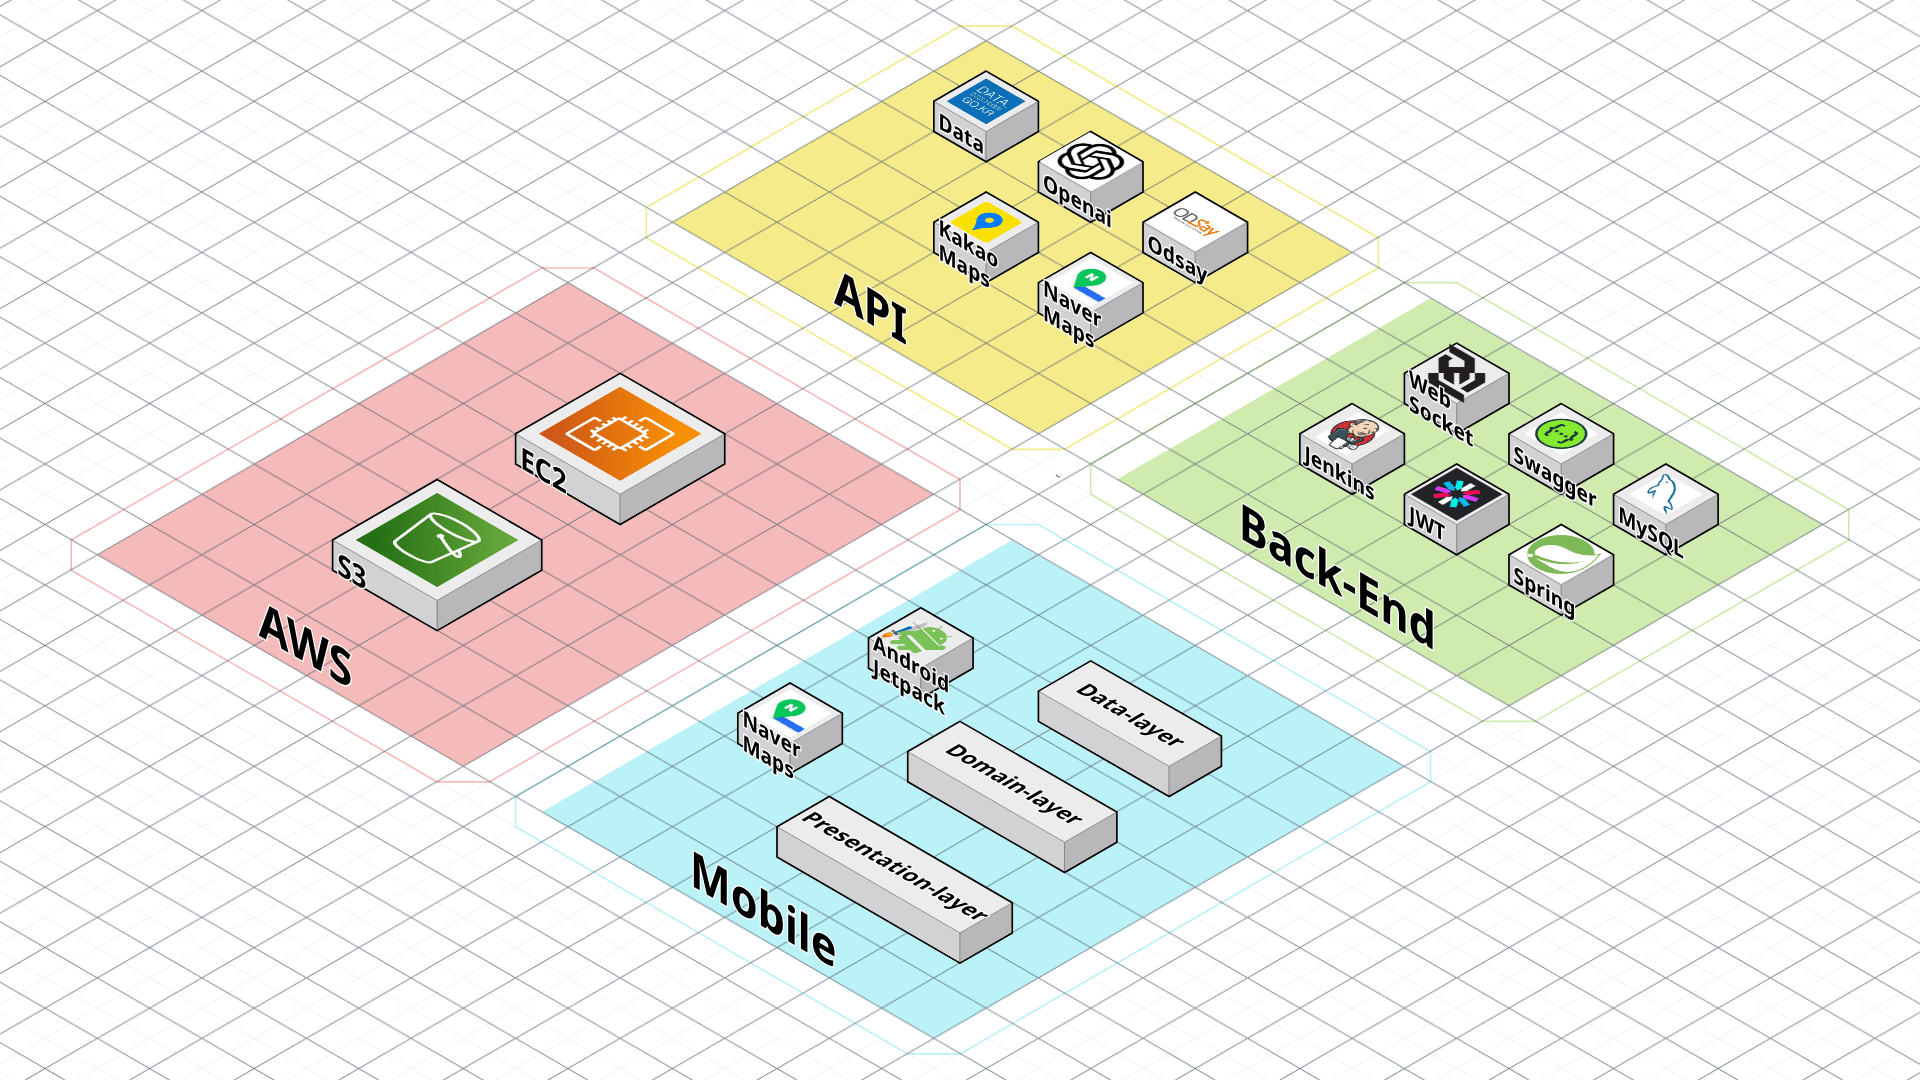 DATA
GO.KR
Data
Openai
Kakao
Maps
ODSay
Odsay
N
Naver
Maps
API
EC2
S3
AWS
Web
Socket
Jenkins
{··}
Swagger
JWT
MySQL
Spring
Back-End
Android
Jetpack
N
Naver
Maps
Data-layer
Domain-layer
Presentation-layer
Mobile